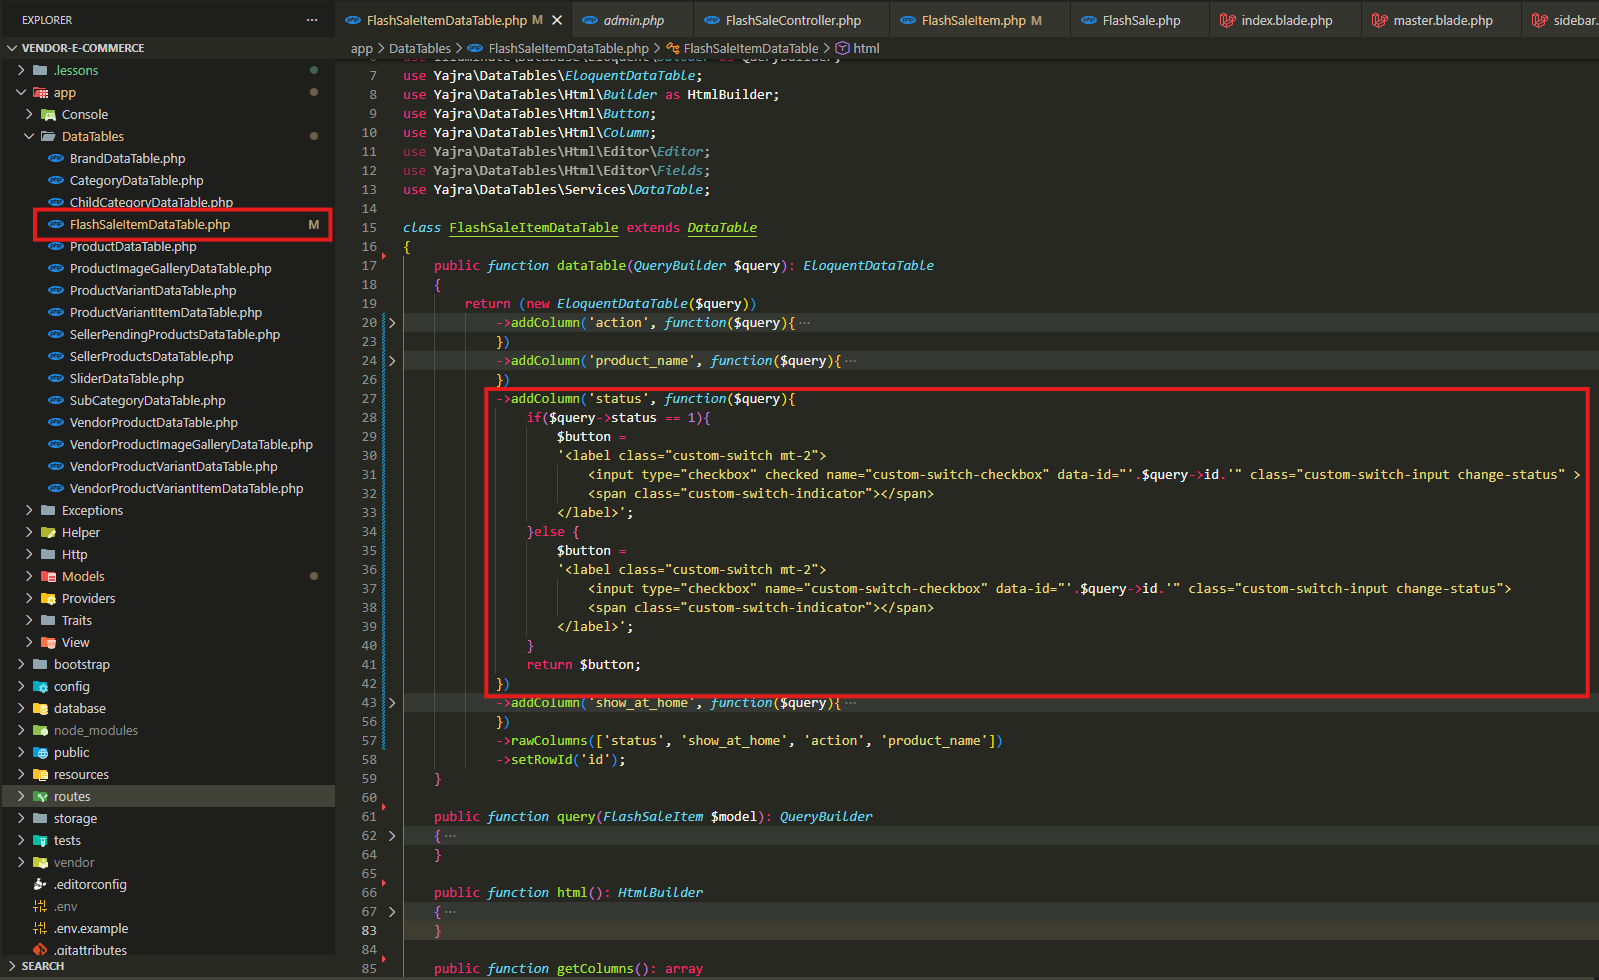 EXPLORER
···
VENDOR-E-COMMERCE
.lessons
app
Console
DataTables
BrandDataTable.php
CategoryDataTable.php
ChildCategoryDataTable.php
FlashSaleItemDataTable.php M
ProductDataTable.php
ProductImageGalleryDataTable.php
ProductVariantDataTable.php
ProductVariantItemDataTable.php
SellerPendingProductsDataTable.php
SellerProductsDataTable.php
SliderDataTable.php
SubCategoryDataTable.php
VendorProductDataTable.php
VendorProductImageGalleryDataTable.php
VendorProductVariantDataTable.php
VendorProductVariantItemDataTable.php
Exceptions
Helper
Http
Models
Providers
Traits
View
bootstrap
config
database
node_modules
public
resources
routes
storage
tests
vendor
.editorconfig
.env
.env.example
.gitattributes
SEARCH
FlashSaleItemDataTable.php M admin.php FlashSaleController.php FlashSaleItem.php M FlashSale.php index.blade.php master.blade.php sidebar.
app > DataTables > FlashSaleItemDataTable.php > FlashSaleItemDataTable > html
6 use Illuminate\Database\Eloquent\Builder as QueryBuilder;
7 use Yajra\DataTables\EloquentDataTable;
8 use Yajra\DataTables\Html\Builder as HtmlBuilder;
9 use Yajra\DataTables\Html\Button;
10 use Yajra\DataTables\Html\Column;
11 use Yajra\DataTables\Html\Editor\Editor;
12 use Yajra\DataTables\Html\Editor\Fields;
13 use Yajra\DataTables\Services\DataTable;
14
15 class FlashSaleItemDataTable extends DataTable
16 {
17 public function dataTable(QueryBuilder $query): EloquentDataTable
18 {
19 return (new EloquentDataTable($query))
20 ->addColumn('action', function($query){ ···
23 })
24 ->addColumn('product_name', function($query){ ···
26 })
27 ->addColumn('status', function($query){
28 if($query->status == 1){
29 $button =
30 '<label class="custom-switch mt-2">
31 <input type="checkbox" checked name="custom-switch-checkbox" data-id="'.$query->id.'" class="custom-switch-input change-status" >
32 <span class="custom-switch-indicator"></span>
33 </label>';
34 }else {
35 $button =
36 '<label class="custom-switch mt-2">
37 <input type="checkbox" name="custom-switch-checkbox" data-id="'.$query->id.'" class="custom-switch-input change-status">
38 <span class="custom-switch-indicator"></span>
39 </label>';
40 }
41 return $button;
42 })
43 ->addColumn('show_at_home', function($query){ ···
56 })
57 ->rawColumns(['status', 'show_at_home', 'action', 'product_name'])
58 ->setRowId('id');
59 }
60
61 public function query(FlashSaleItem $model): QueryBuilder
62 { ···
64 }
65
66 public function html(): HtmlBuilder
67 { ···
83 }
84
85 public function getColumns(): array